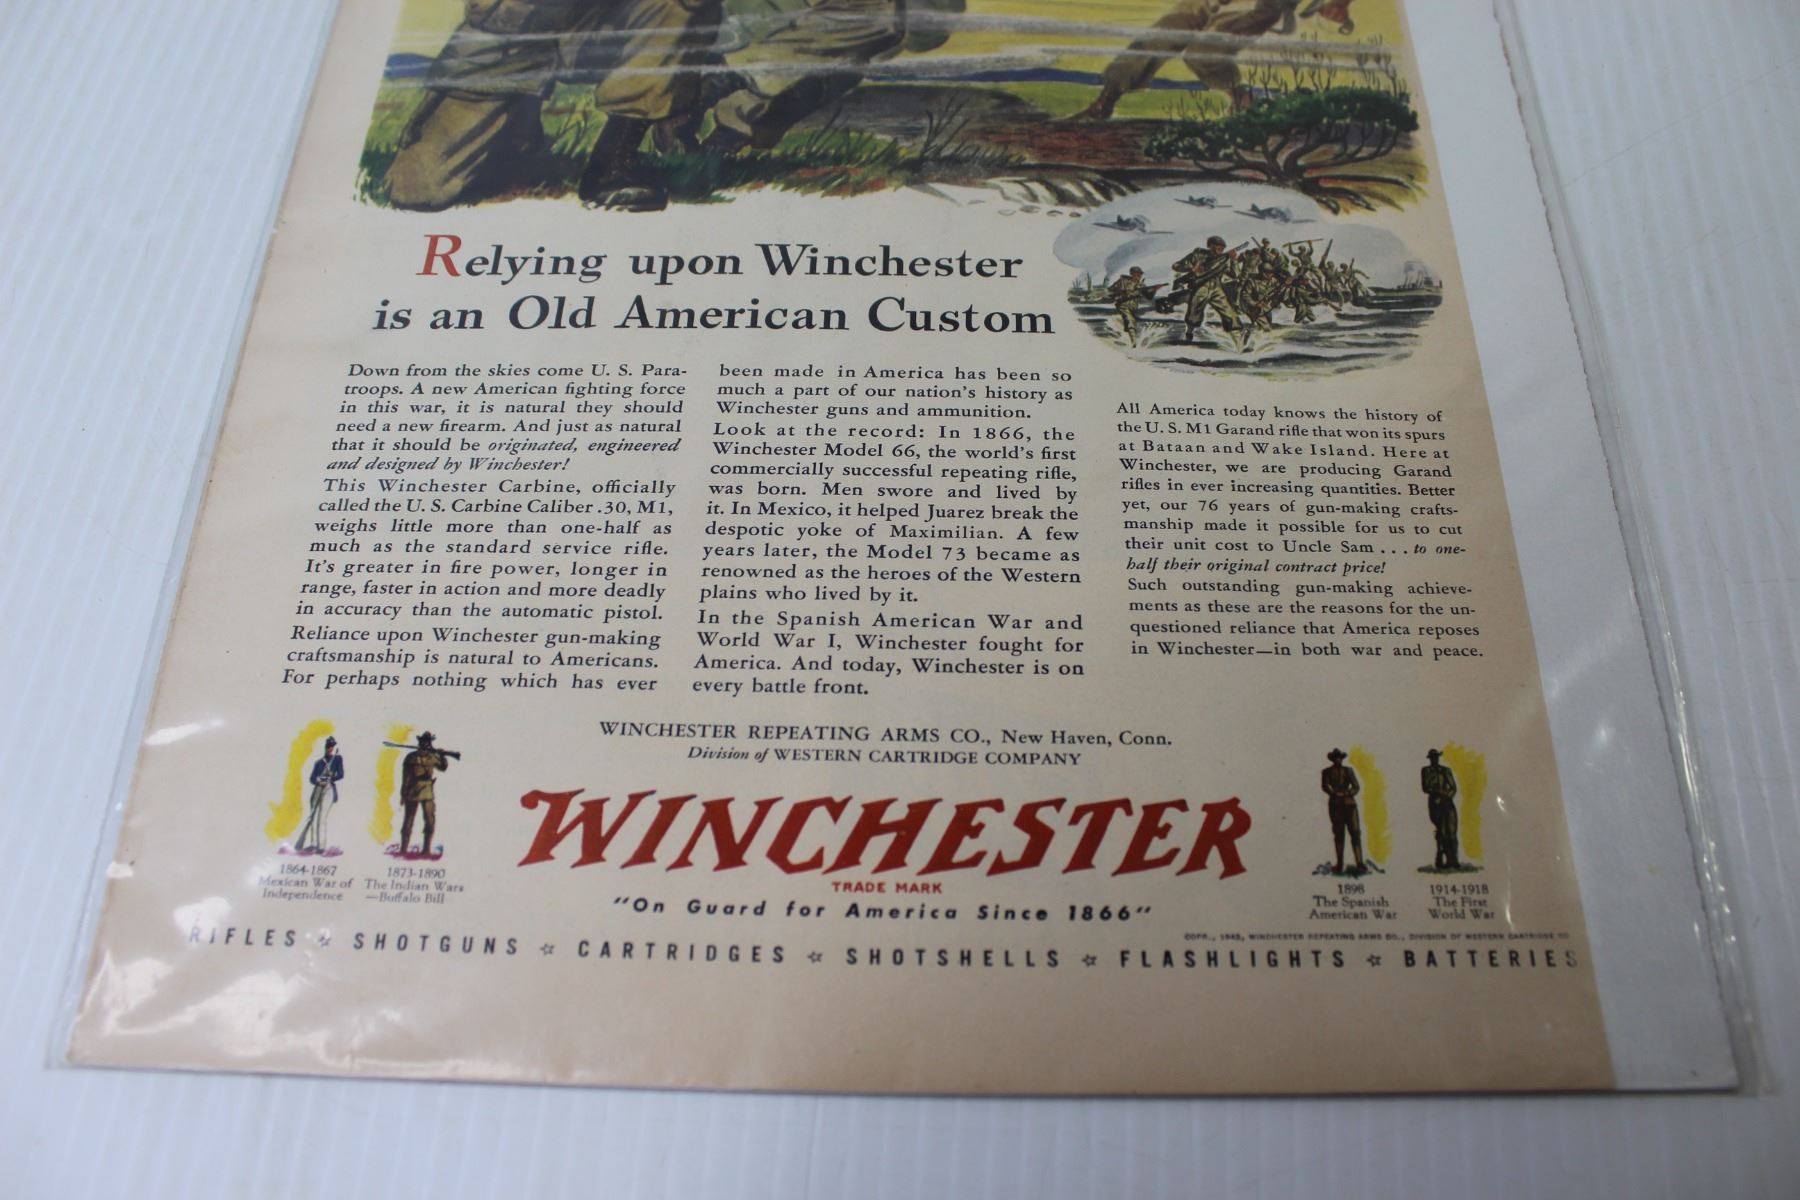 Relying upon Winchester
is an Old American Custom
Down from the skies come U. S. Para-
troops. A new American fighting force
in this war, it is natural they should
need a new firearm. And just as natural
that it should be originated, engineered
and designed by Winchester!
This Winchester Carbine, officially
called the U. S. Carbine Caliber .30, M1,
weighs little more than one-half as
much as the standard service rifle.
It's greater in fire power, longer in
range, faster in action and more deadly
in accuracy than the automatic pistol.
Reliance upon Winchester gun-making
craftsmanship is natural to Americans.
For perhaps nothing which has ever
been made in America has been so
much a part of our nation's history as
Winchester guns and ammunition.
Look at the record: In 1866, the
Winchester Model 66, the world's first
commercially successful repeating rifle,
was born. Men swore and lived by
it. In Mexico, it helped Juarez break the
despotic yoke of Maximilian. A few
years later, the Model 73 became as
renowned as the heroes of the Western
plains who lived by it.
In the Spanish American War and
World War I, Winchester fought for
America. And today, Winchester is on
every battle front.
All America today knows the history of
the U. S. M1 Garand rifle that won its spurs
at Bataan and Wake Island. Here at
Winchester, we are producing Garand
rifles in ever increasing quantities. Better
yet, our 76 years of gun-making crafts-
manship made it possible for us to cut
their unit cost to Uncle Sam . . . to one-
half their original contract price!
Such outstanding gun-making achieve-
ments as these are the reasons for the un-
questioned reliance that America reposes
in Winchester—in both war and peace.
WINCHESTER REPEATING ARMS CO., New Haven, Conn.
Division of WESTERN CARTRIDGE COMPANY
1864-1867
Mexican War of
Independence
1873-1890
The Indian Wars
—Buffalo Bill
WINCHESTER
TRADE MARK
"On Guard for America Since 1866"
1898
The Spanish
American War
1914-1918
The First
World War
COPR., WINCHESTER REPEATING ARMS CO., DIVISION OF WESTERN CARTRIDGE CO
RIFLES ☆ SHOTGUNS ☆ CARTRIDGES ☆ SHOTSHELLS ☆ FLASHLIGHTS ☆ BATTERIES